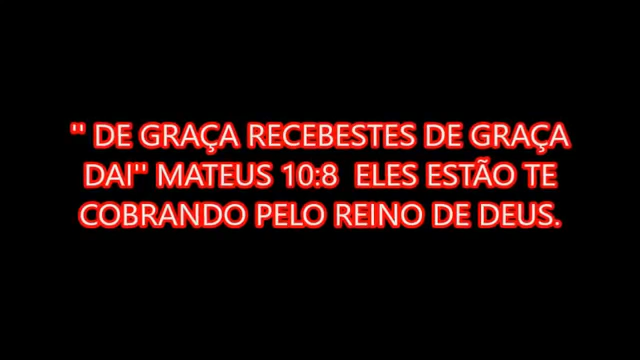 " DE GRAÇA RECEBESTES DE GRAÇA
DAI" MATEUS 10:8  ELES ESTÃO TE
COBRANDO PELO REINO DE DEUS.